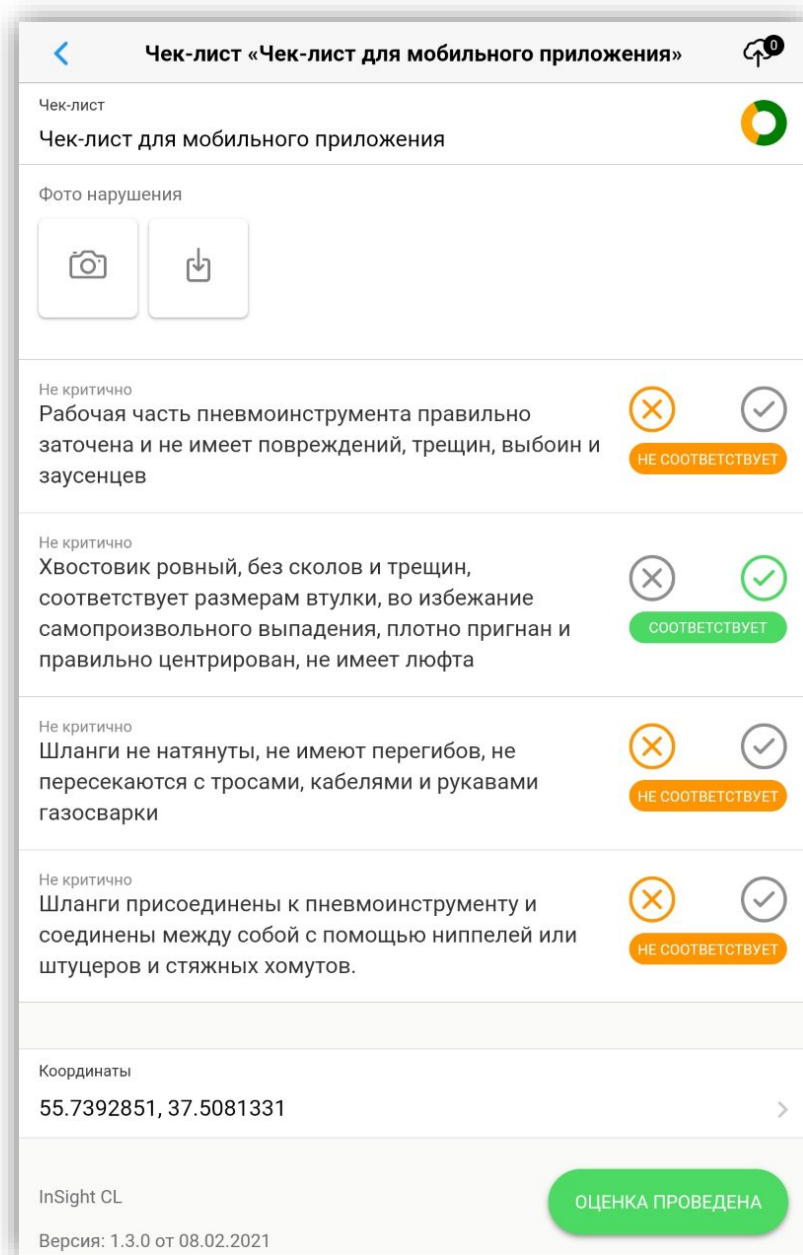 Чек-лист «Чек-лист для мобильного приложения»
0
Чек-лист
Чек-лист для мобильного приложения
Фото нарушения
Не критично
Рабочая часть пневмоинструмента правильно
заточена и не имеет повреждений, трещин, выбоин и
заусенцев
НЕ СООТВЕТСТВУЕТ
Не критично
Хвостовик ровный, без сколов и трещин,
соответствует размерам втулки, во избежание
самопроизвольного выпадения, плотно пригнан и
правильно центрирован, не имеет люфта
СООТВЕТСТВУЕТ
Не критично
Шланги не натянуты, не имеют перегибов, не
пересекаются с тросами, кабелями и рукавами
газосварки
НЕ СООТВЕТСТВУЕТ
Не критично
Шланги присоединены к пневмоинструменту и
соединены между собой с помощью ниппелей или
штуцеров и стяжных хомутов.
НЕ СООТВЕТСТВУЕТ
Координаты
55.7392851, 37.5081331
InSight CL
ОЦЕНКА ПРОВЕДЕНА
Версия: 1.3.0 от 08.02.2021